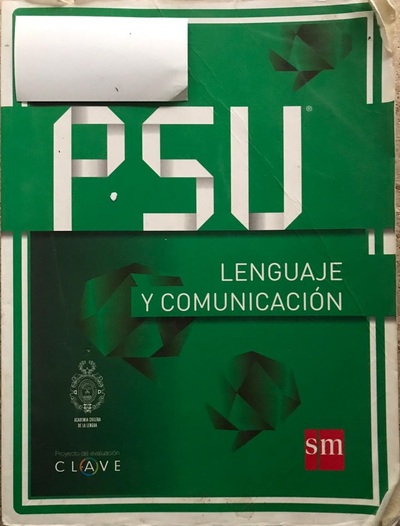 PSU®
LENGUAJE
Y COMUNICACIÓN
ACADEMIA CHILENA
DE LA LENGUA
Proyecto de evaluación
CLAVE
sm